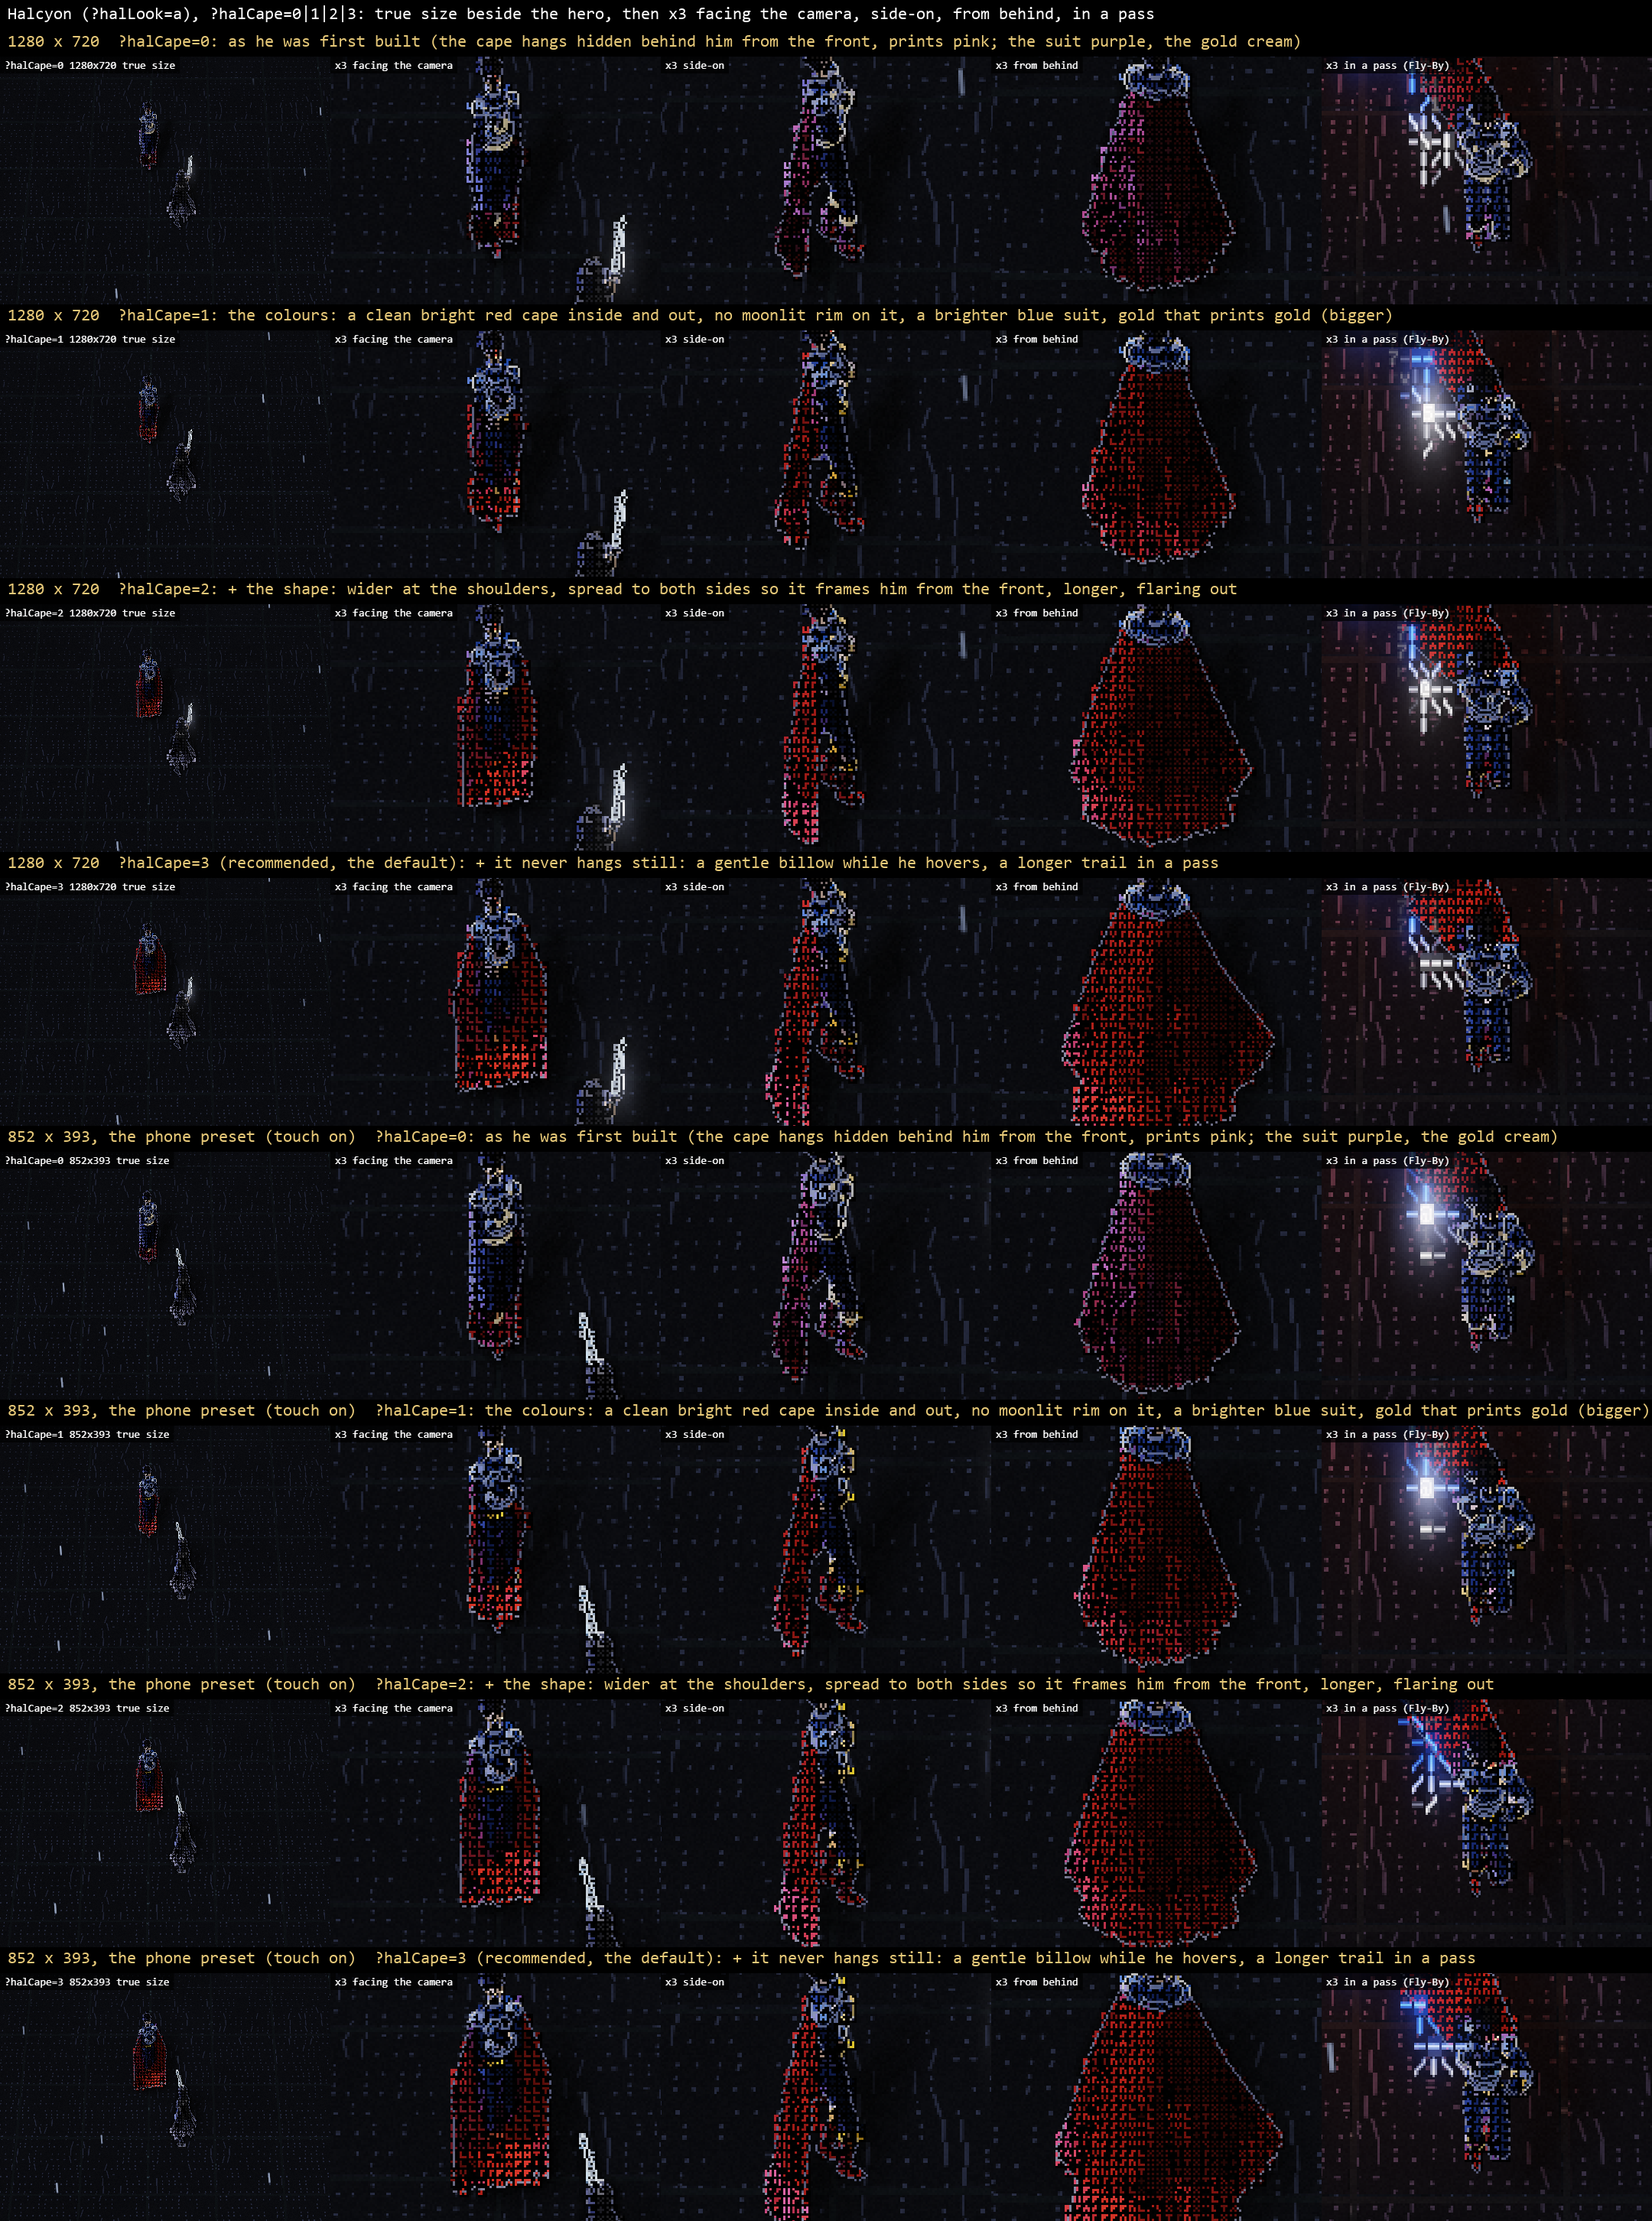 Halcyon (?halLook=a), ?halCape=0|1|2|3: true size beside the hero, then x3 facing the camera, side-on, from behind, in a pass
1280 x 720  ?halCape=0: as he was first built (the cape hangs hidden behind him from the front, prints pink; the suit purple, the gold cream)
?halCape=0 1280x720 true size  x3 facing the camera  x3 side-on  x3 from behind  x3 in a pass (Fly-By)
1280 x 720  ?halCape=1: the colours: a clean bright red cape inside and out, no moonlit rim on it, a brighter blue suit, gold that prints gold (bigger)
?halCape=1 1280x720 true size  x3 facing the camera  x3 side-on  x3 from behind  x3 in a pass (Fly-By)
1280 x 720  ?halCape=2: + the shape: wider at the shoulders, spread to both sides so it frames him from the front, longer, flaring out
?halCape=2 1280x720 true size  x3 facing the camera  x3 side-on  x3 from behind  x3 in a pass (Fly-By)
1280 x 720  ?halCape=3 (recommended, the default): + it never hangs still: a gentle billow while he hovers, a longer trail in a pass
?halCape=3 1280x720 true size  x3 facing the camera  x3 side-on  x3 from behind  x3 in a pass (Fly-By)
852 x 393, the phone preset (touch on)  ?halCape=0: as he was first built (the cape hangs hidden behind him from the front, prints pink; the suit purple, the gold cream)
?halCape=0 852x393 true size  x3 facing the camera  x3 side-on  x3 from behind  x3 in a pass (Fly-By)
852 x 393, the phone preset (touch on)  ?halCape=1: the colours: a clean bright red cape inside and out, no moonlit rim on it, a brighter blue suit, gold that prints gold (bigger)
?halCape=1 852x393 true size  x3 facing the camera  x3 side-on  x3 from behind  x3 in a pass (Fly-By)
852 x 393, the phone preset (touch on)  ?halCape=2: + the shape: wider at the shoulders, spread to both sides so it frames him from the front, longer, flaring out
?halCape=2 852x393 true size  x3 facing the camera  x3 side-on  x3 from behind  x3 in a pass (Fly-By)
852 x 393, the phone preset (touch on)  ?halCape=3 (recommended, the default): + it never hangs still: a gentle billow while he hovers, a longer trail in a pass
?halCape=3 852x393 true size  x3 facing the camera  x3 side-on  x3 from behind  x3 in a pass (Fly-By)